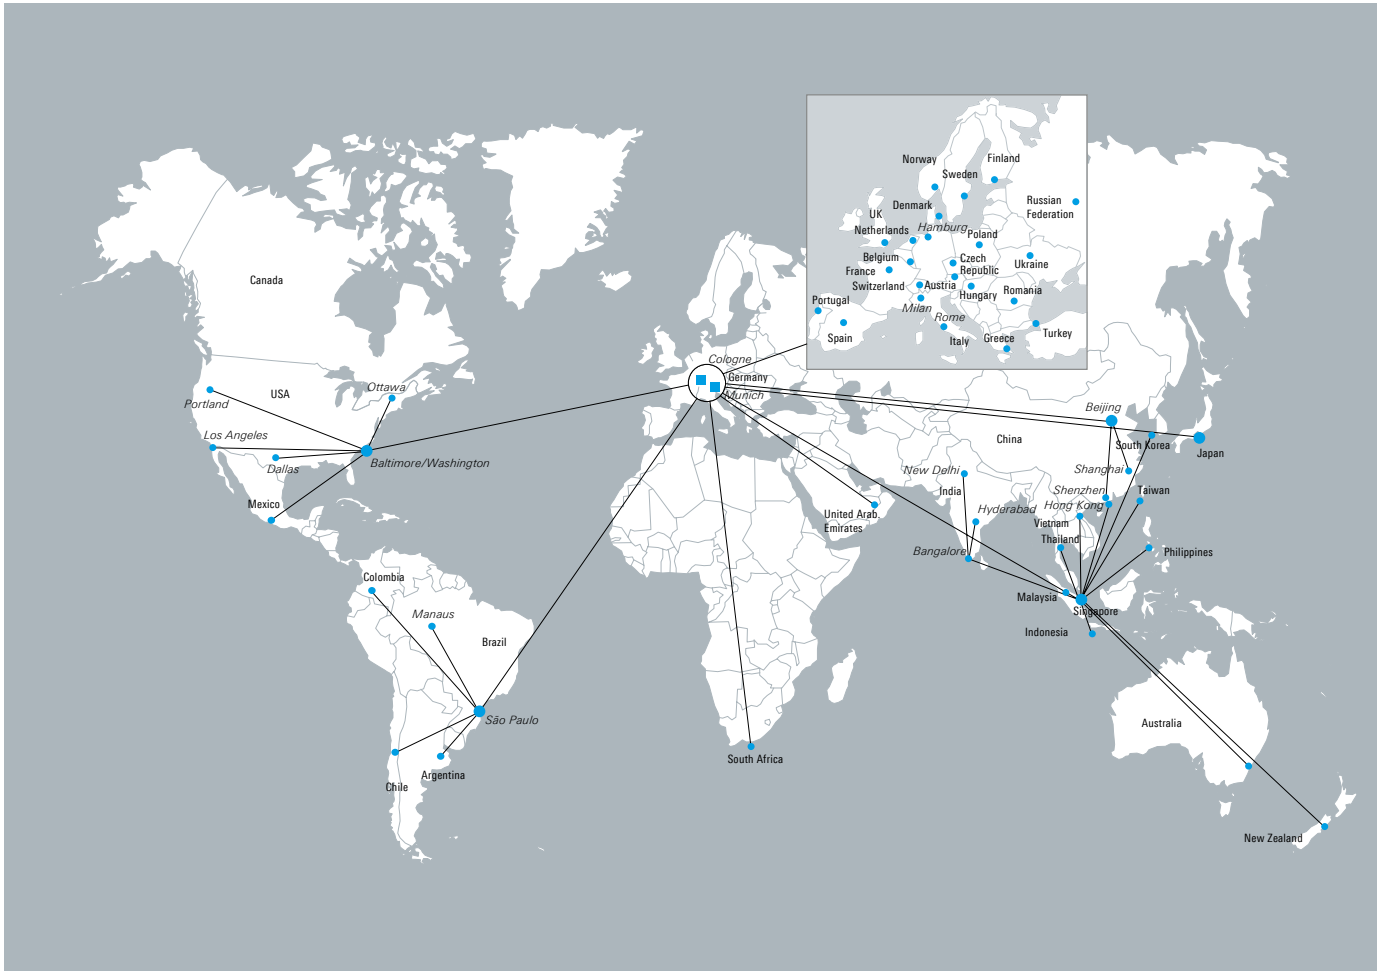 Norway
Finland
Sweden
Russian
Federation
Denmark
UK
Hamburg
Netherlands
Poland
Belgium
Czech
Republic
Ukraine
France
Switzerland
Austria
Hungary
Romania
Portugal
Milan
Rome
Spain
Italy
Greece
Turkey
Canada
Cologne
Germany
Munich
USA
Ottawa
Portland
Los Angeles
Dallas
Baltimore/Washington
Mexico
Beijing
China
South Korea
Japan
New Delhi
Shanghai
India
Shenzhen
Taiwan
Hong Kong
Hyderabad
United Arab.
Emirates
Vietnam
Thailand
Bangalore
Philippines
Malaysia
Singapore
Indonesia
Colombia
Manaus
Brazil
São Paulo
Australia
South Africa
Argentina
Chile
New Zealand